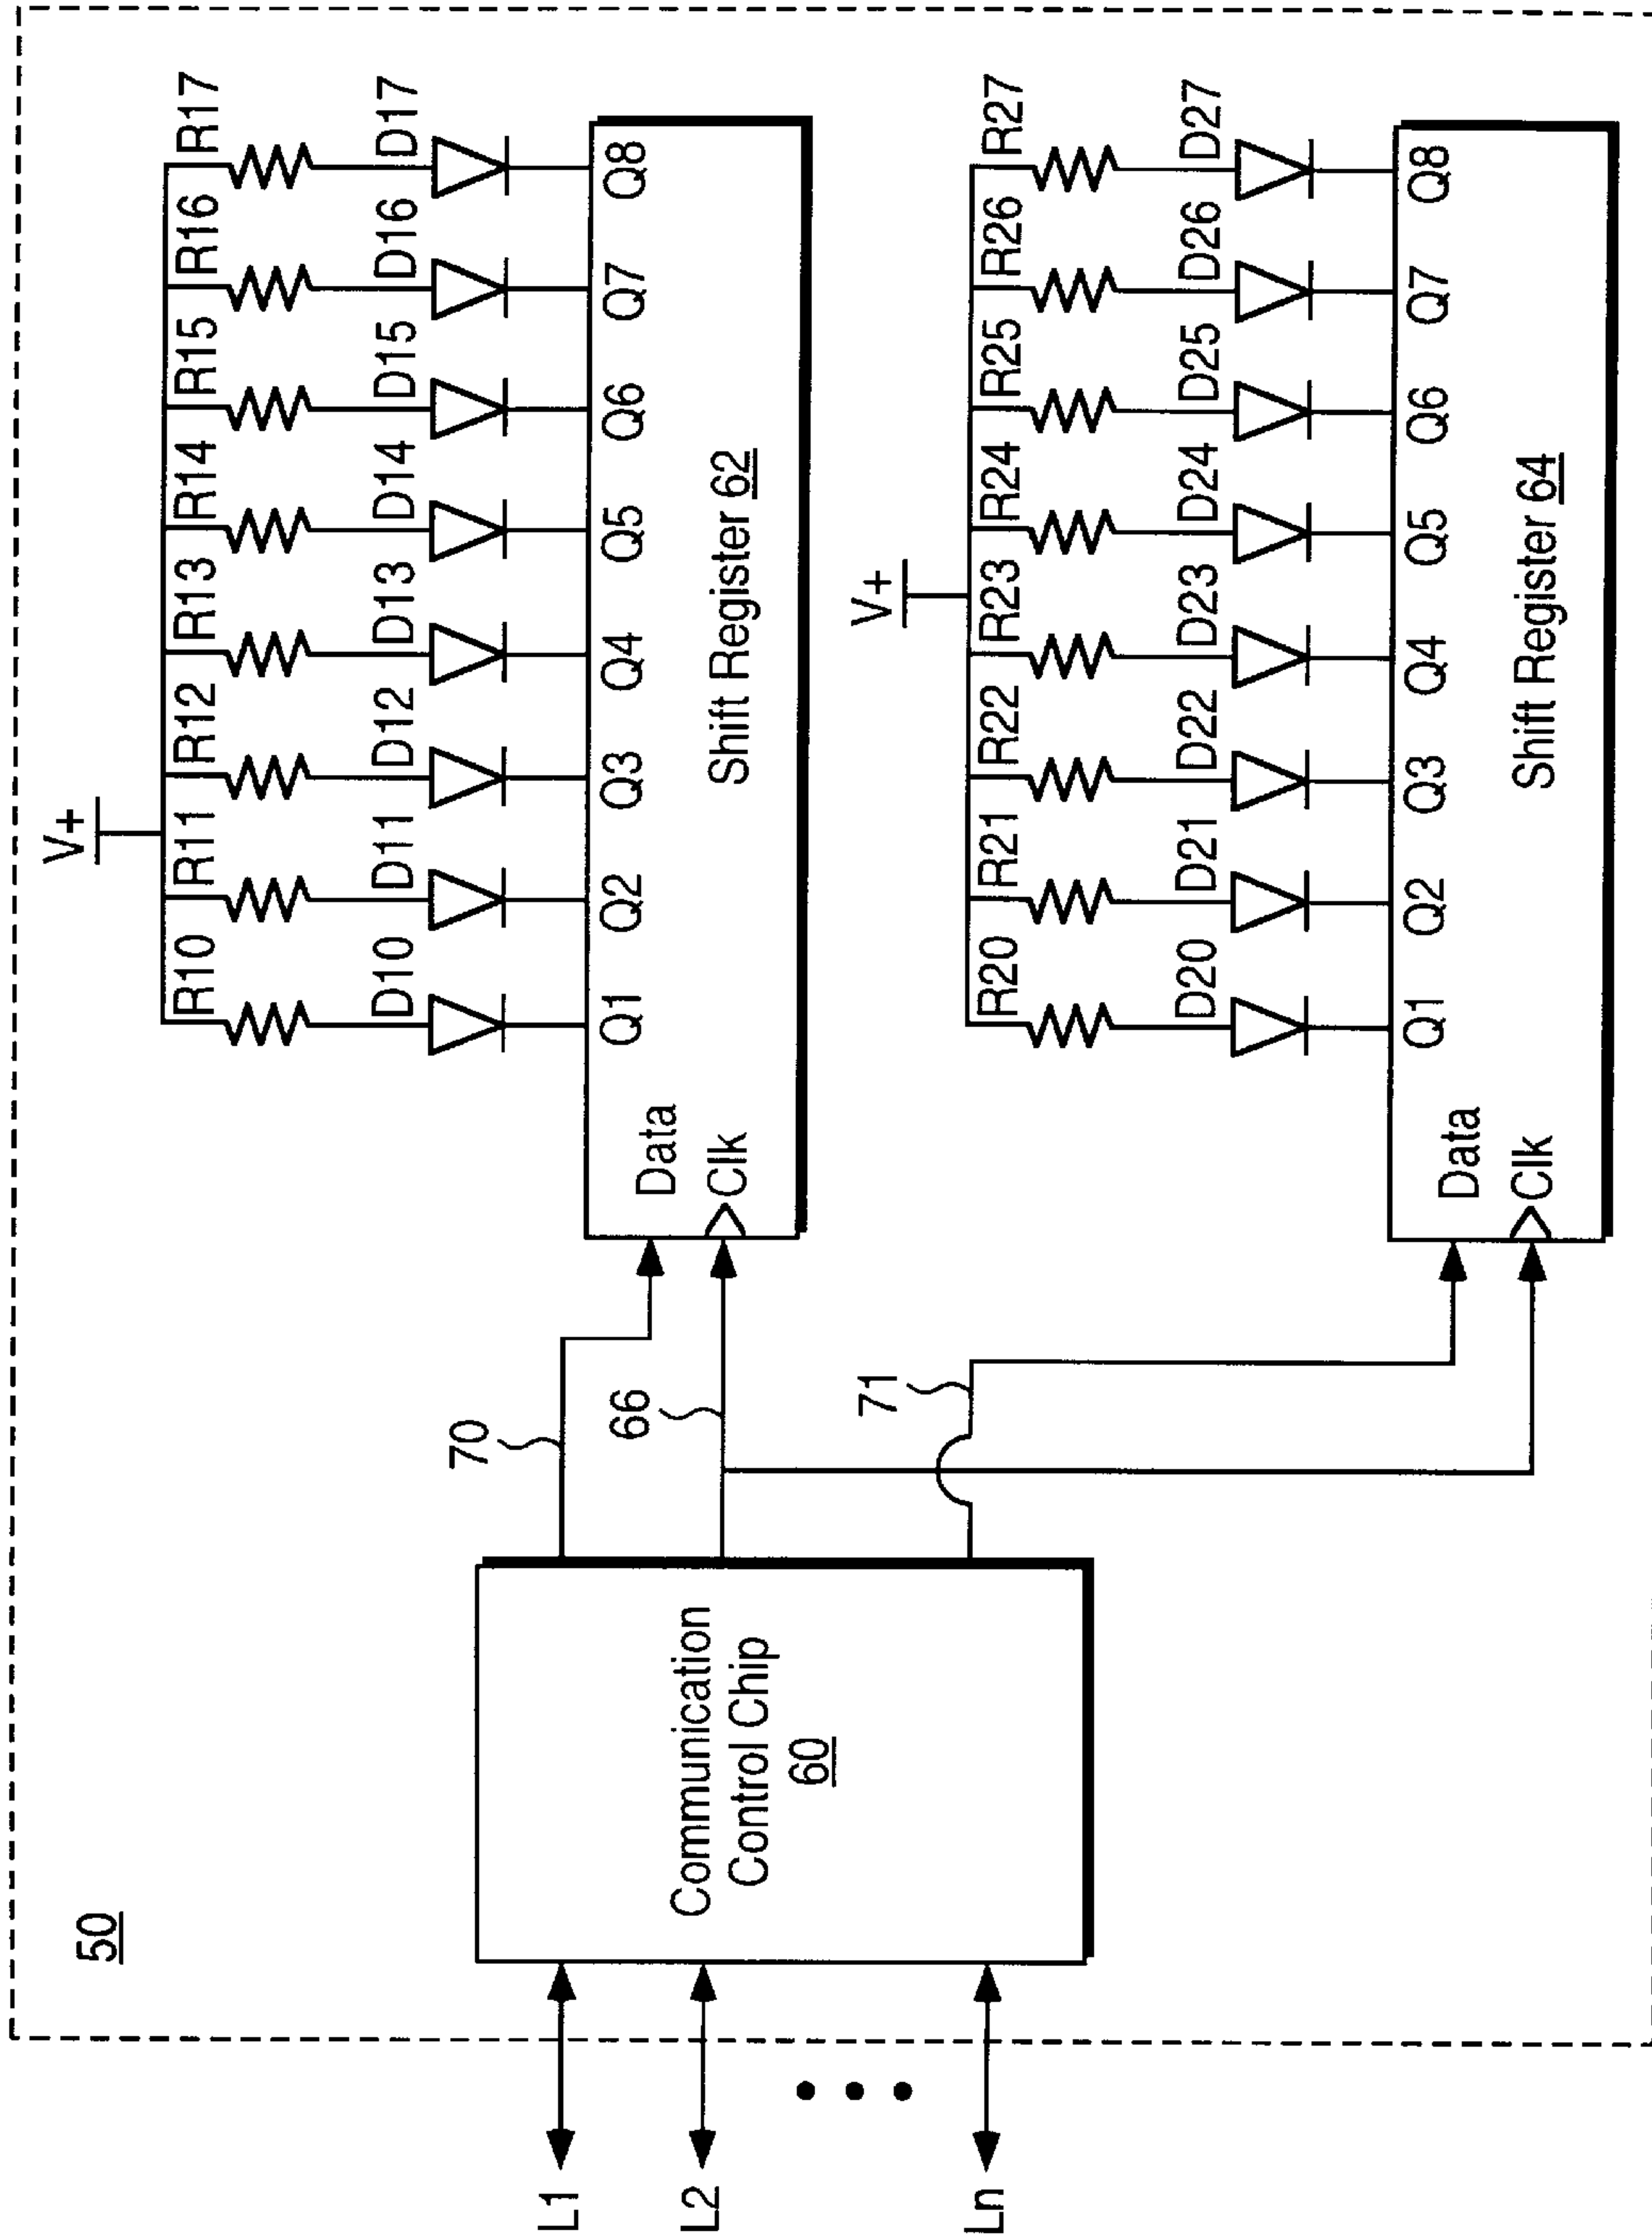 50
V+
R10 R11 R12 R13 R14 R15 R16 R17
D10 D11 D12 D13 D14 D15 D16 D17
Q1 Q2 Q3 Q4 Q5 Q6 Q7 Q8
Data
Clk
Shift Register 62
L1
L2
Ln
Communication
Control Chip
60
70
66
71
V+
R20 R21 R22 R23 R24 R25 R26 R27
D20 D21 D22 D23 D24 D25 D26 D27
Q1 Q2 Q3 Q4 Q5 Q6 Q7 Q8
Data
Clk
Shift Register 64